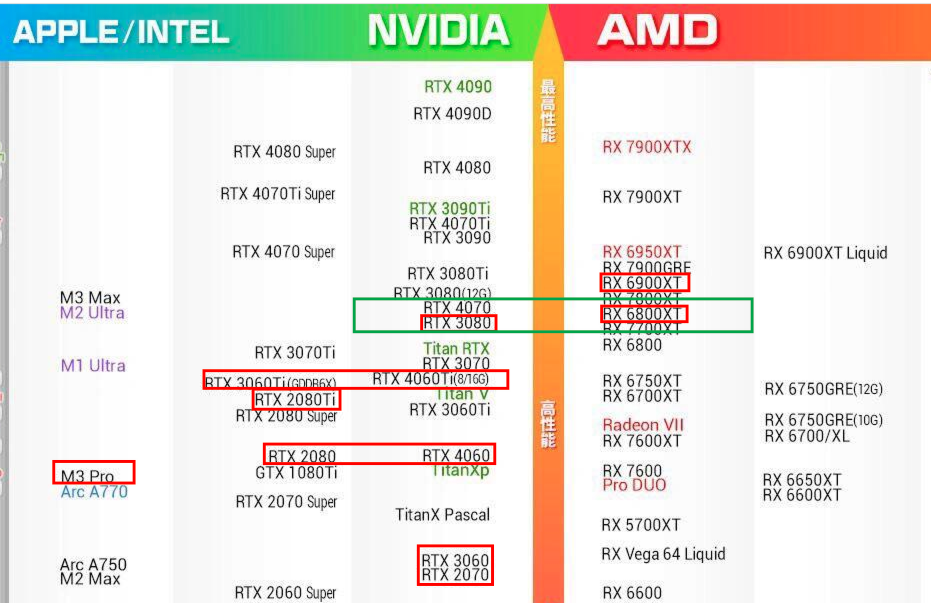 APPLE/INTEL NVIDIA AMD
RTX 4090
最高性能
RTX 4090D
RTX 4080 Super
RX 7900XTX
RTX 4080
RTX 4070Ti Super
RX 7900XT
RTX 3090Ti
RTX 4070Ti
RTX 3090
RTX 4070 Super
RX 6950XT
RX 6900XT Liquid
RX 7900GRE
RTX 3080Ti
RX 6900XT
RTX 3080(12G)
M3 Max
RX 7800XT
RTX 4070
M2 Ultra
RX 6800XT
RTX 3080
RX 7700XT
RX 6800
Titan RTX
RTX 3070Ti
RTX 3070
M1 Ultra
RTX 4060Ti(8/16G)
RTX 3060Ti(GDDR6X)
RX 6750XT
RX 6750GRE(12G)
Titan V
RX 6700XT
RTX 2080Ti
高性能
RTX 3060Ti
RTX 2080 Super
RX 6750GRE(10G)
Radeon VII
RX 6700/XL
RX 7600XT
RTX 2080
RTX 4060
TitanXp
RX 7600
GTX 1080Ti
M3 Pro
RX 6650XT
Pro DUO
Arc A770
RX 6600XT
RTX 2070 Super
TitanX Pascal
RX 5700XT
RX Vega 64 Liquid
RTX 3060
Arc A750
RTX 2070
M2 Max
RTX 2060 Super
RX 6600